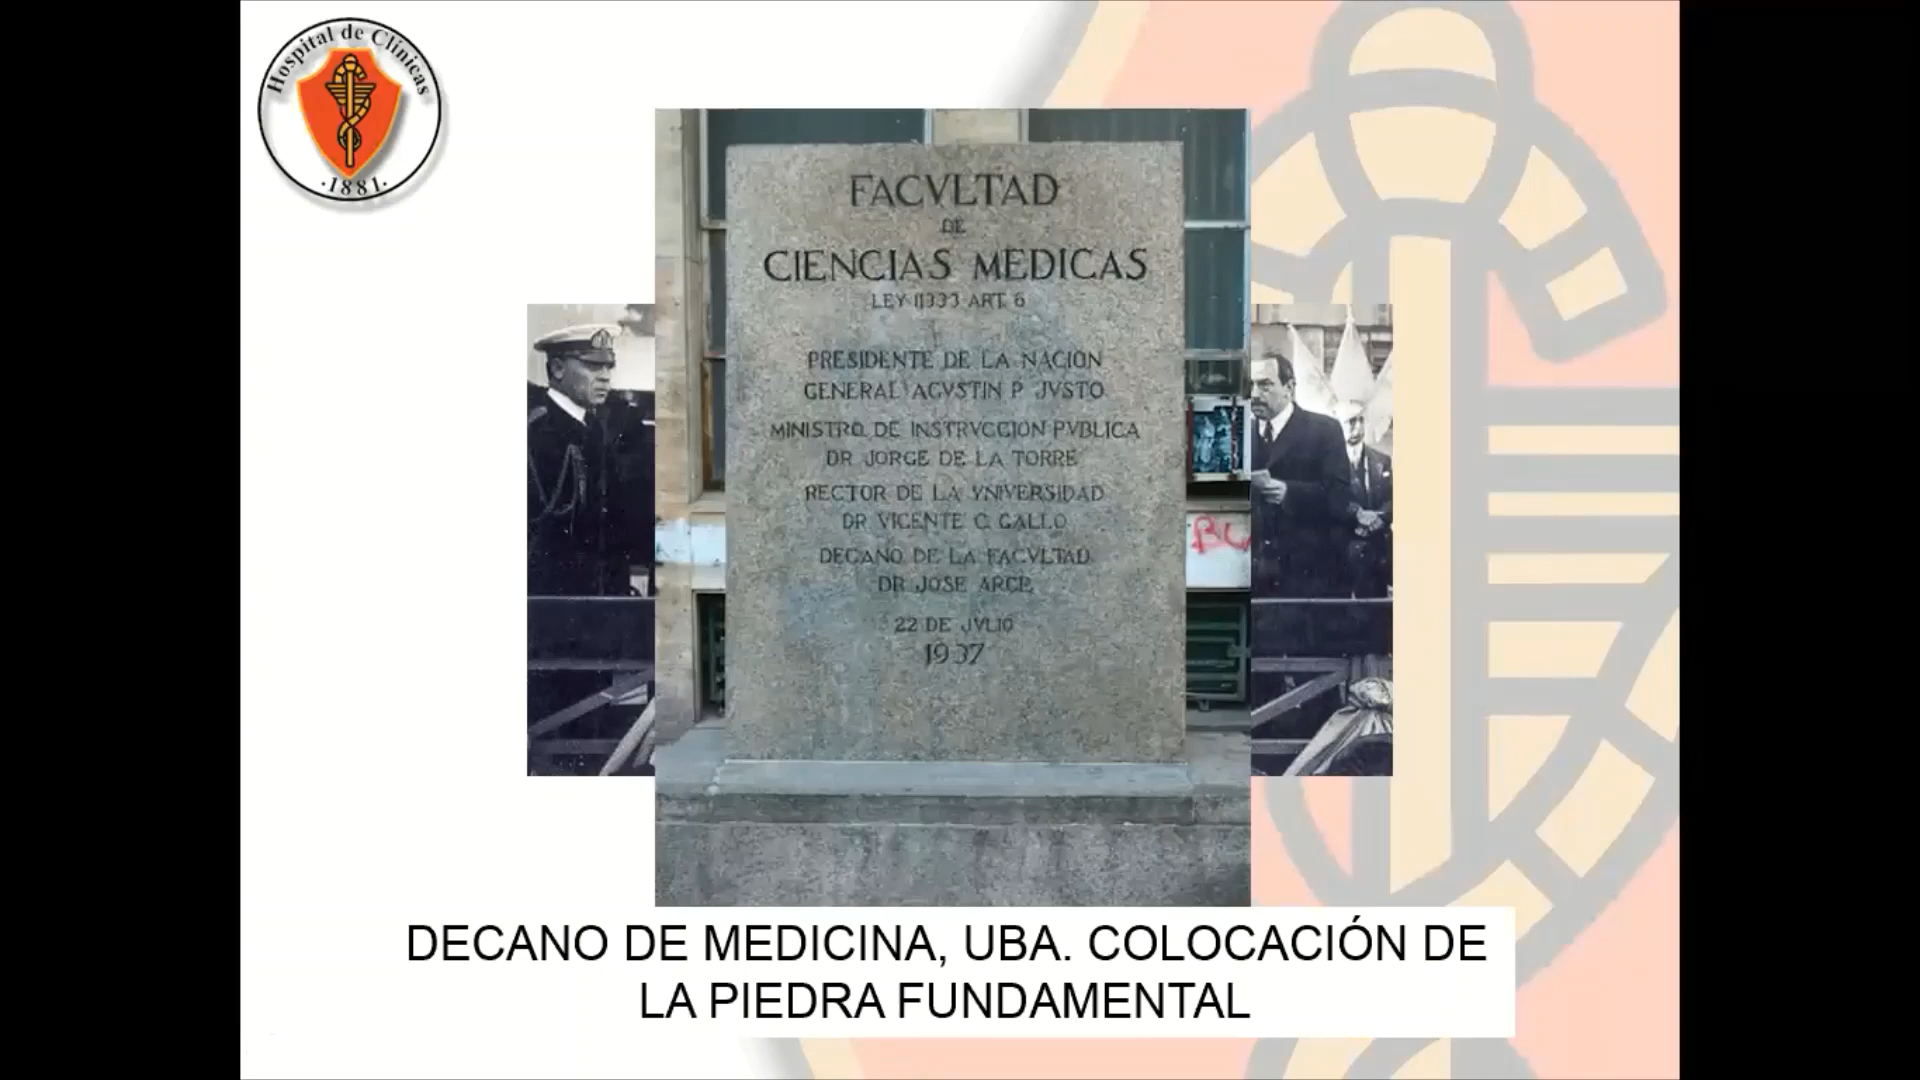 Hospital de Clínicas
·1881·
FACVLTAD
DE
CIENCIAS MEDICAS
LEY 11333 ART. 6
PRESIDENTE DE LA NACION
GENERAL AGVSTIN P. JVSTO
MINISTRO DE INSTRVCCION PVBLICA
DR JORGE DE LA TORRE
RECTOR DE LA VNIVERSIDAD
DR VICENTE C. GALLO
DECANO DE LA FACVLTAD
DR JOSE ARCE
22 DE JVLIO
1937
DECANO DE MEDICINA, UBA. COLOCACIÓN DE
LA PIEDRA FUNDAMENTAL